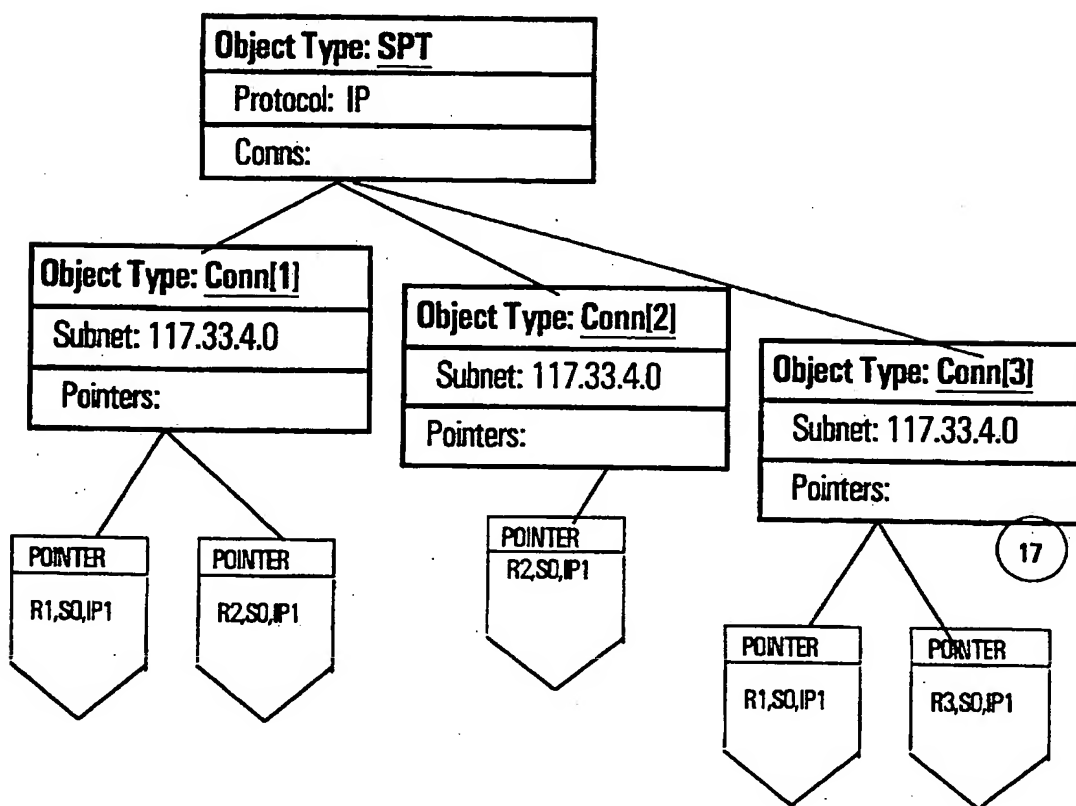 Object Type: SPT
Protocol: IP
Conns:
Object Type: Conn[1]
Subnet: 117.33.4.0
Pointers:
Object Type: Conn[2]
Subnet: 117.33.4.0
Pointers:
Object Type: Conn[3]
Subnet: 117.33.4.0
Pointers:
17
POINTER
R1,S0,IP1
POINTER
R2,S0,IP1
POINTER
R2,S0,IP1
POINTER
R1,S0,IP1
POINTER
R3,S0,IP1